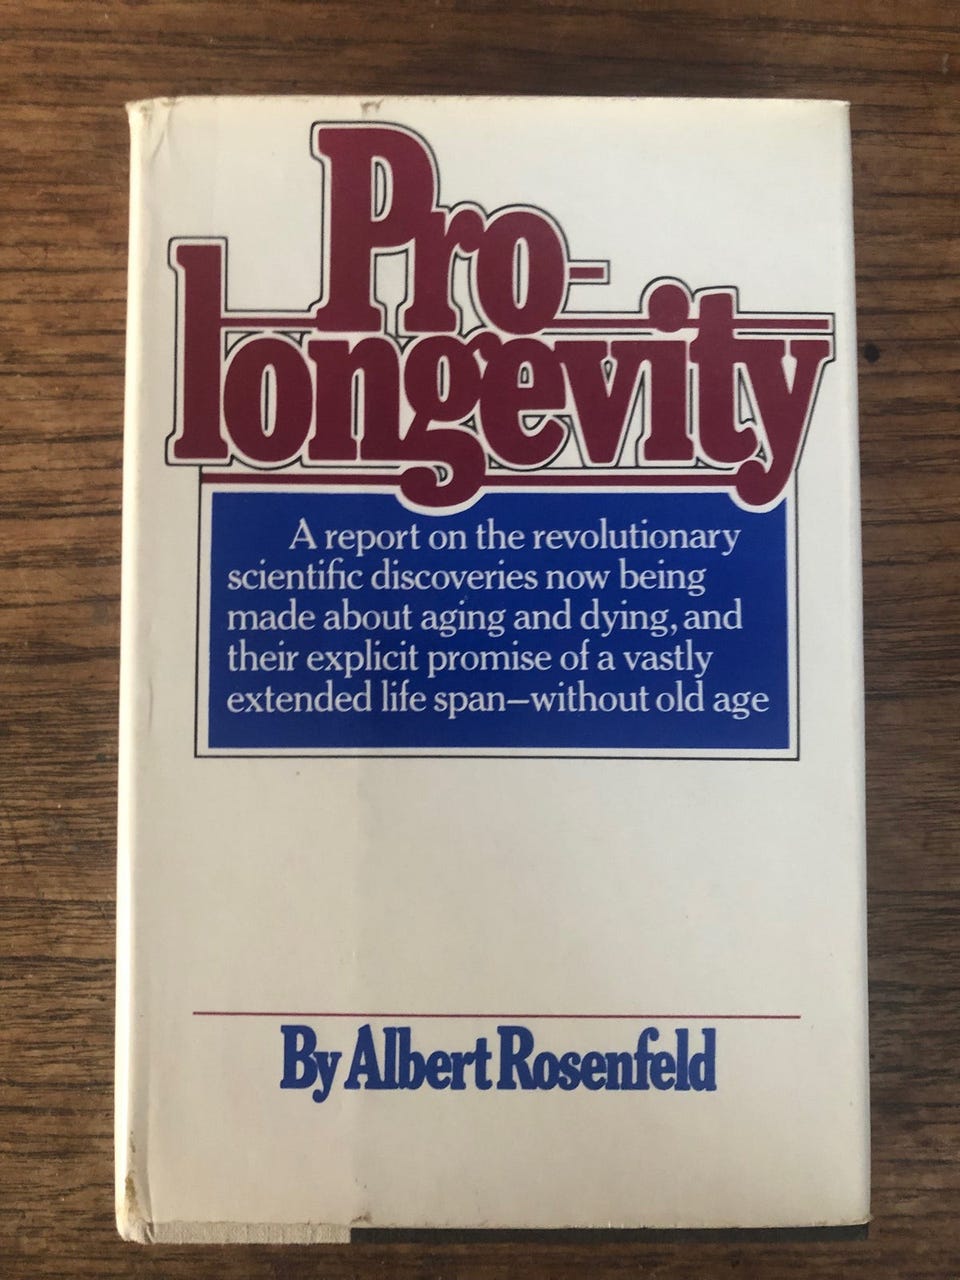 Pro-
longevity
A report on the revolutionary
scientific discoveries now being
made about aging and dying, and
their explicit promise of a vastly
extended life span—without old age
By Albert Rosenfeld